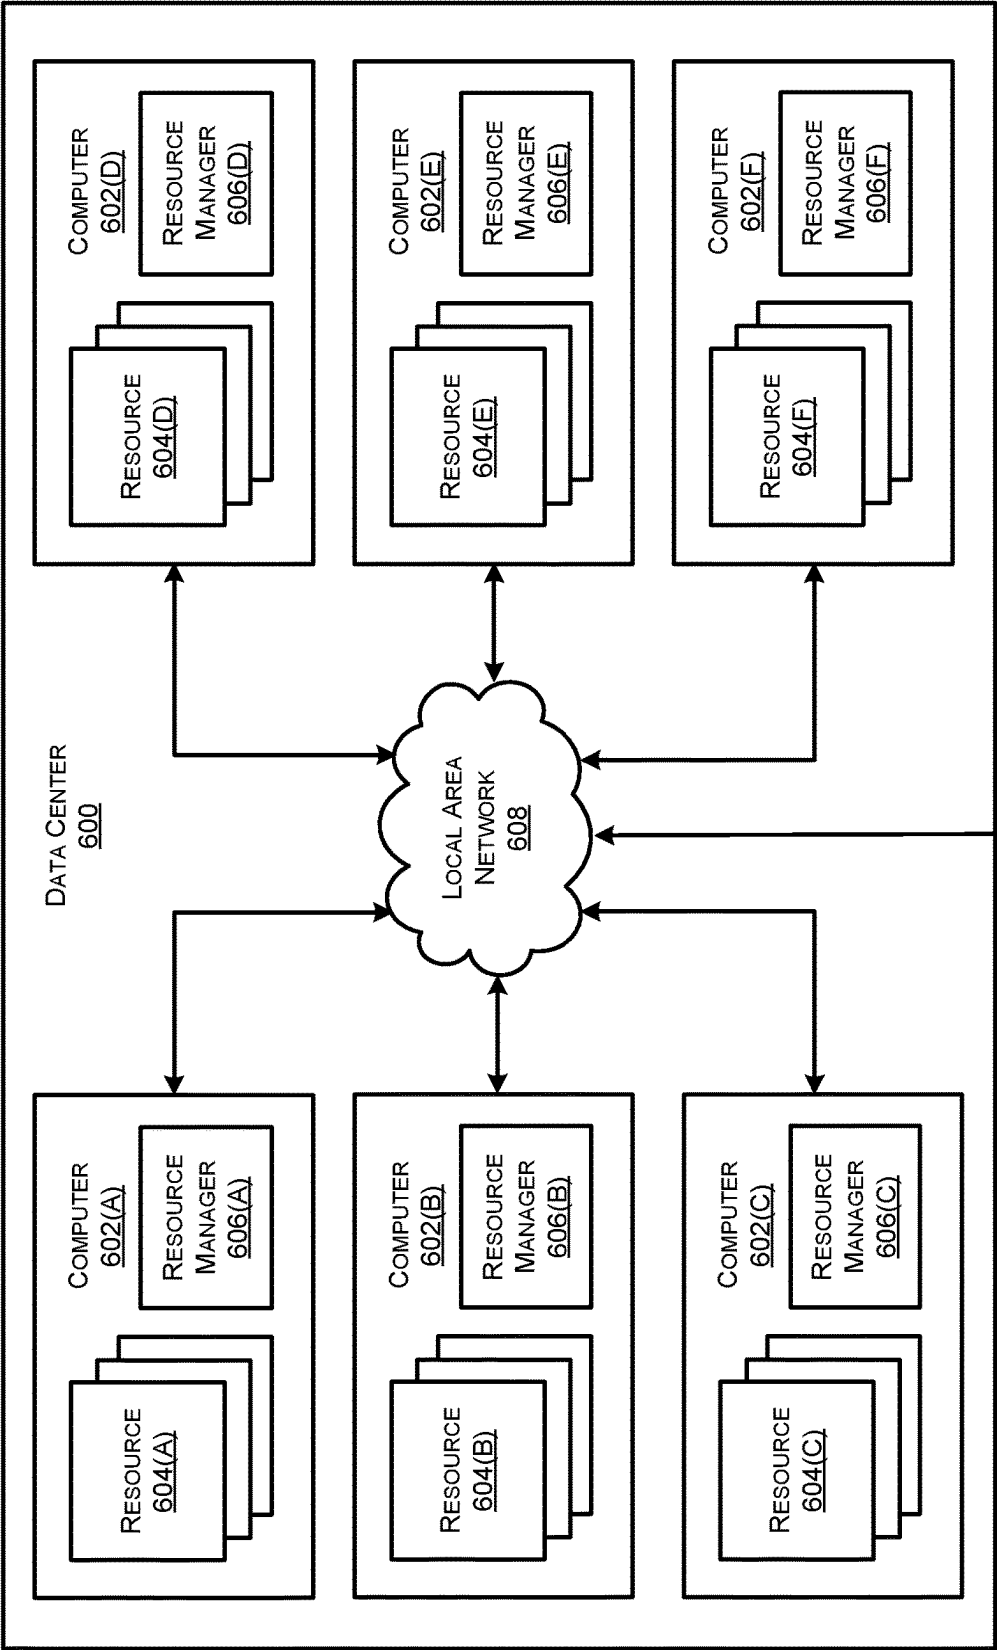 DATA CENTER
600
COMPUTER
602(A)
RESOURCE
604(A)
RESOURCE
MANAGER
606(A)
COMPUTER
602(B)
RESOURCE
604(B)
RESOURCE
MANAGER
606(B)
COMPUTER
602(C)
RESOURCE
604(C)
RESOURCE
MANAGER
606(C)
LOCAL AREA
NETWORK
608
COMPUTER
602(D)
RESOURCE
604(D)
RESOURCE
MANAGER
606(D)
COMPUTER
602(E)
RESOURCE
604(E)
RESOURCE
MANAGER
606(E)
COMPUTER
602(F)
RESOURCE
604(F)
RESOURCE
MANAGER
606(F)